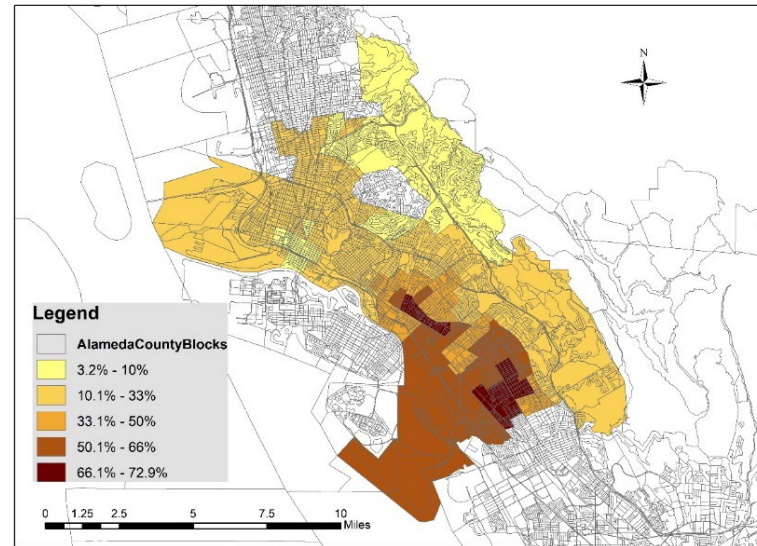 N
Legend
AlamedaCountyBlocks
3.2% - 10%
10.1% - 33%
33.1% - 50%
50.1% - 66%
66.1% - 72.9%
0 1.25 2.5 5 7.5 10
Miles